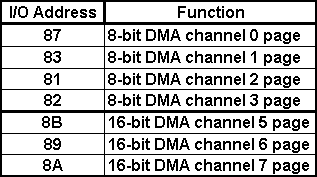 I/O Address Function
87 8-bit DMA channel 0 page
83 8-bit DMA channel 1 page
81 8-bit DMA channel 2 page
82 8-bit DMA channel 3 page
8B 16-bit DMA channel 5 page
89 16-bit DMA channel 6 page
8A 16-bit DMA channel 7 page